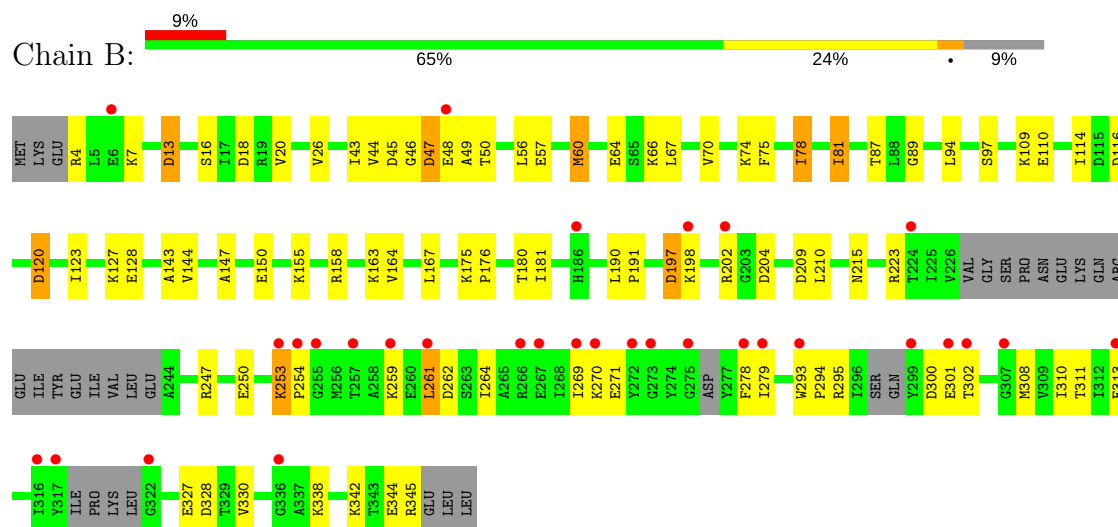 9%
Chain B:
65% 24% • 9%
MET LYS GLU R4 L5 E6 K7 D13 S16 I17 D18 R19 V20 V26 I43 V44 D45 G46 D47 E48 A49 T50 L56 E57 M60 E64 S65 K66 L67 V70 K74 F75 I78 I81 T87 L88 G89 L94 S97 K109 E110 I114 D115 D116
D120 I123 K127 E128 A143 V144 A147 E150 K155 R158 K163 V164 L167 K175 P176 T180 I181 H186 L190 P191 D197 K198 R202 G203 D204 D209 L210 N215 R223 T224 I225 V226 VAL GLY SER PRO ASN GLU LYS GLN ARG
GLU ILE TYR GLU ILE VAL LEU GLU A244 R247 E250 K253 P254 G255 M256 T257 A258 K259 E260 L261 D262 S263 I264 A265 R266 E267 I268 I269 K270 E271 Y272 G273 Y274 G275 ASP Y277 F278 I279 W293 P294 R295 I296 SER GLN Y299 D300 E301 T302 G307 M308 V309 I310 T311 I312 E313
I316 Y317 ILE PRO LYS LEU G322 E327 D328 T329 V330 G336 A337 K338 K342 T343 E344 R345 GLU LEU LEU